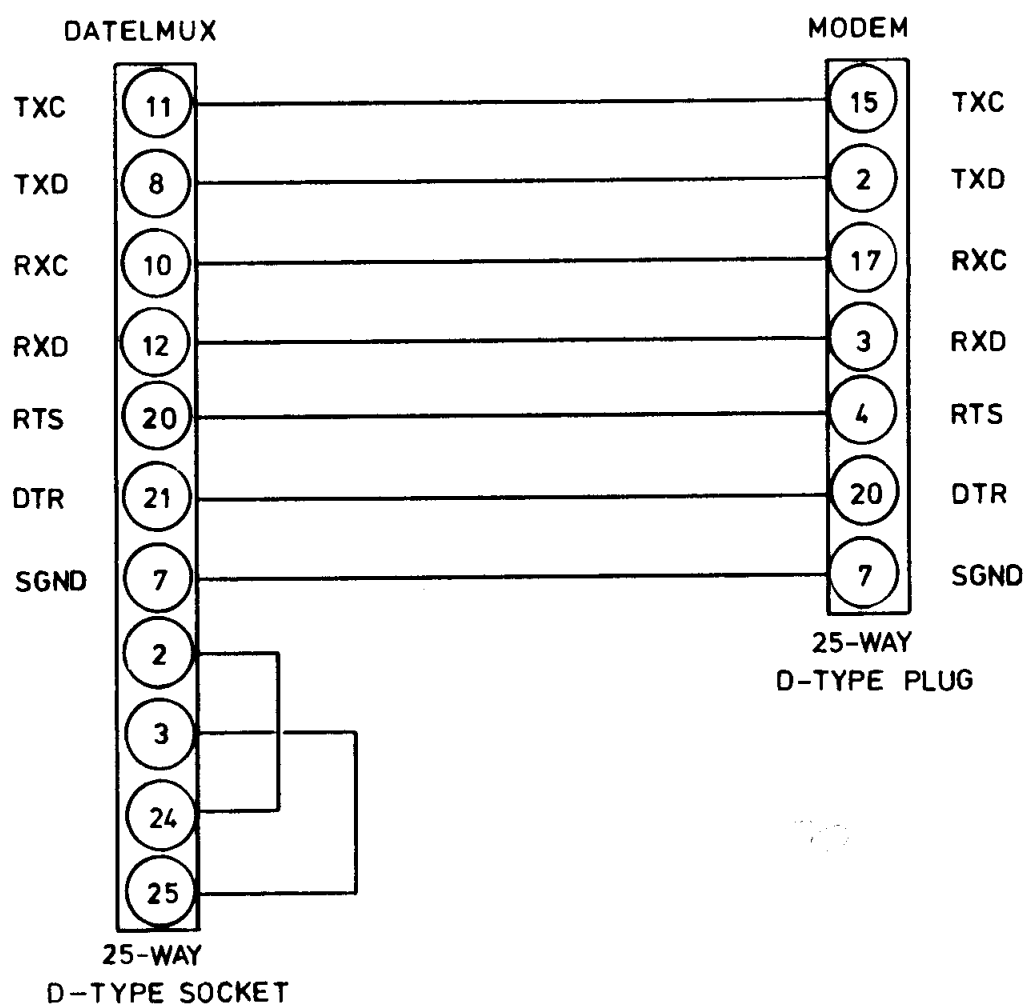 DATELMUX
MODEM
TXC 11 15 TXC
TXD 8 2 TXD
RXC 10 17 RXC
RXD 12 3 RXD
RTS 20 4 RTS
DTR 21 20 DTR
SGND 7 7 SGND
2
3
24
25
25-WAY
D-TYPE PLUG
25-WAY
D-TYPE SOCKET